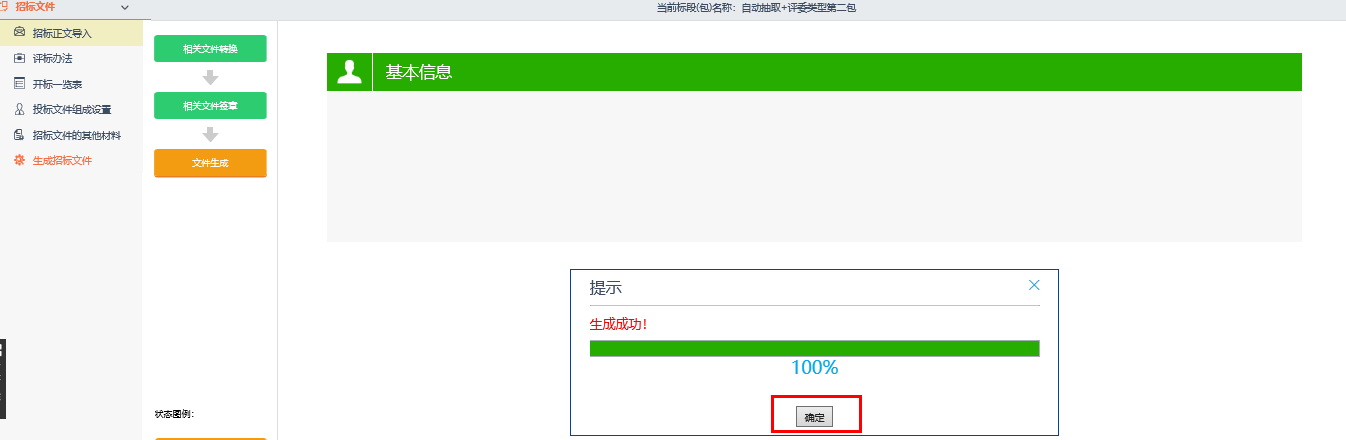 招标文件
当前标段(包)名称：自动抽取+评委类型第二包
招标正文导入
评标办法
开标一览表
投标文件组成设置
招标文件的其他材料
生成招标文件
相关文件转换
相关文件签章
文件生成
状态图例：
基本信息
提示
生成成功！
100%
确定